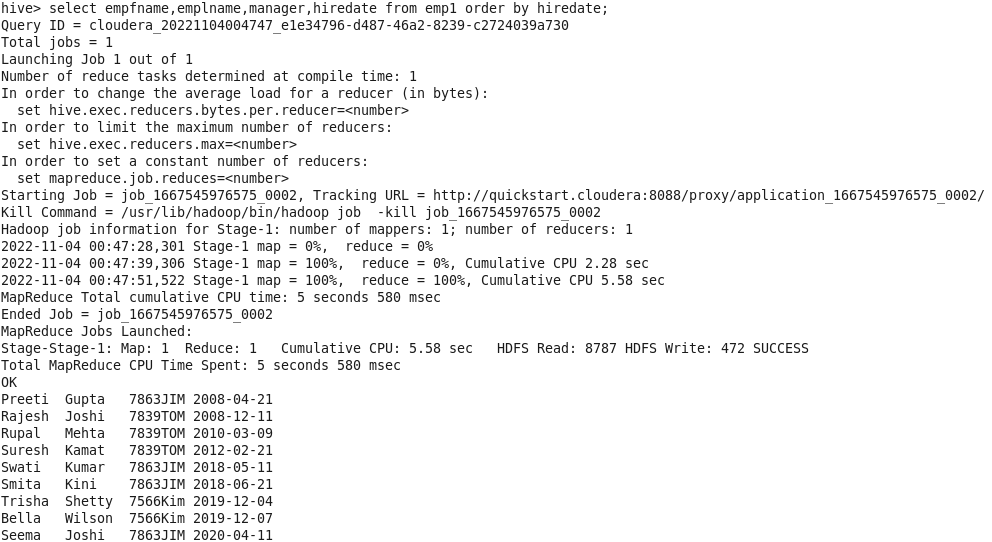 hive> select empfname,emplname,manager,hiredate from emp1 order by hiredate;
Query ID = cloudera_20221104004747_e1e34796-d487-46a2-8239-c2724039a730
Total jobs = 1
Launching Job 1 out of 1
Number of reduce tasks determined at compile time: 1
In order to change the average load for a reducer (in bytes):
  set hive.exec.reducers.bytes.per.reducer=<number>
In order to limit the maximum number of reducers:
  set hive.exec.reducers.max=<number>
In order to set a constant number of reducers:
  set mapreduce.job.reduces=<number>
Starting Job = job_1667545976575_0002, Tracking URL = http://quickstart.cloudera:8088/proxy/application_1667545976575_0002/
Kill Command = /usr/lib/hadoop/bin/hadoop job  -kill job_1667545976575_0002
Hadoop job information for Stage-1: number of mappers: 1; number of reducers: 1
2022-11-04 00:47:28,301 Stage-1 map = 0%,  reduce = 0%
2022-11-04 00:47:39,306 Stage-1 map = 100%,  reduce = 0%, Cumulative CPU 2.28 sec
2022-11-04 00:47:51,522 Stage-1 map = 100%,  reduce = 100%, Cumulative CPU 5.58 sec
MapReduce Total cumulative CPU time: 5 seconds 580 msec
Ended Job = job_1667545976575_0002
MapReduce Jobs Launched:
Stage-Stage-1: Map: 1  Reduce: 1   Cumulative CPU: 5.58 sec   HDFS Read: 8787 HDFS Write: 472 SUCCESS
Total MapReduce CPU Time Spent: 5 seconds 580 msec
OK
Preeti  Gupta   7863JIM 2008-04-21
Rajesh  Joshi   7839TOM 2008-12-11
Rupal   Mehta   7839TOM 2010-03-09
Suresh  Kamat   7839TOM 2012-02-21
Swati   Kumar   7863JIM 2018-05-11
Smita   Kini    7863JIM 2018-06-21
Trisha  Shetty  7566Kim 2019-12-04
Bella   Wilson  7566Kim 2019-12-07
Seema   Joshi   7863JIM 2020-04-11